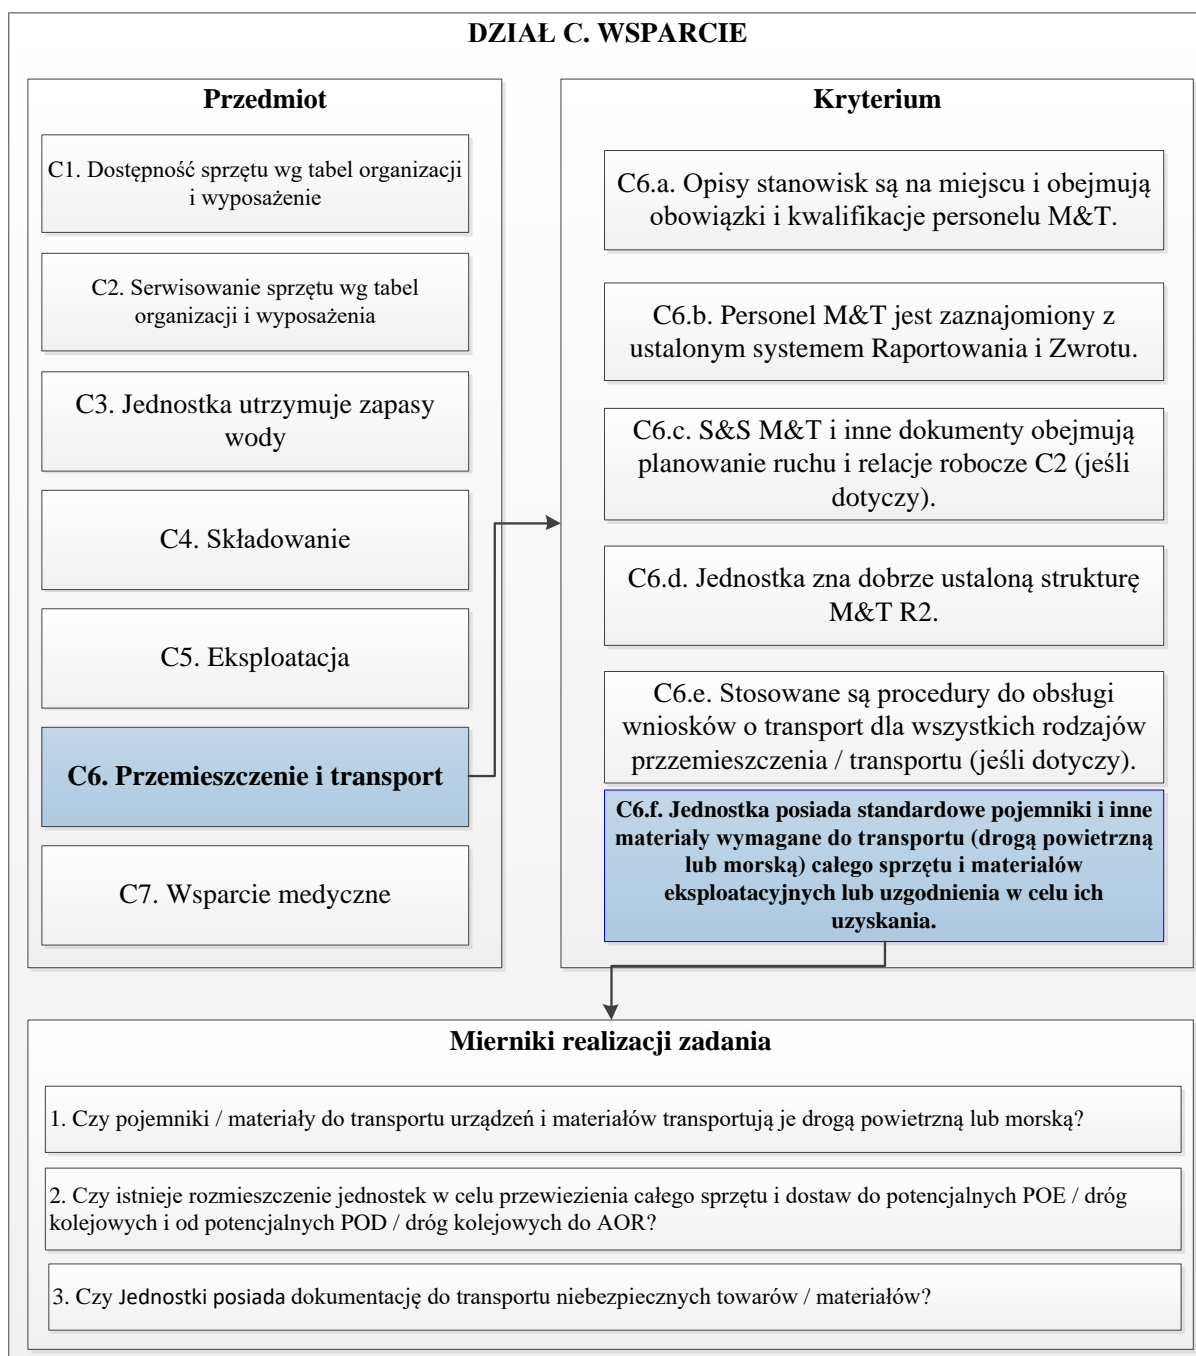 DZIAŁ C. WSPARCIE
Przedmiot
C1. Dostępność sprzętu wg tabel organizacji
i wyposażenie
C2. Serwisowanie sprzętu wg tabel
organizacji i wyposażenia
C3. Jednostka utrzymuje zapasy
wody
C4. Składowanie
C5. Eksploatacja
C6. Przemieszczenie i transport
C7. Wsparcie medyczne
Kryterium
C6.a. Opisy stanowisk są na miejscu i obejmują
obowiązki i kwalifikacje personelu M&T.
C6.b. Personel M&T jest zaznajomiony z
ustalonym systemem Raportowania i Zwrotu.
C6.c. S&S M&T i inne dokumenty obejmują
planowanie ruchu i relacje robocze C2 (jeśli
dotyczy).
C6.d. Jednostka zna dobrze ustaloną strukturę
M&T R2.
C6.e. Stosowane są procedury do obsługi
wniosków o transport dla wszystkich rodzajów
przzemieszczenia / transportu (jeśli dotyczy).
C6.f. Jednostka posiada standardowe pojemniki i inne
materiały wymagane do transportu (drogą powietrzną
lub morską) całego sprzętu i materiałów
eksploatacyjnych lub uzgodnienia w celu ich
uzyskania.
Mierniki realizacji zadania
1. Czy pojemniki / materiały do transportu urządzeń i materiałów transportują je drogą powietrzną lub morską?
2. Czy istnieje rozmieszczenie jednostek w celu przewiezienia całego sprzętu i dostaw do potencjalnych POE / dróg
kolejowych i od potencjalnych POD / dróg kolejowych do AOR?
3. Czy Jednostki posiada dokumentację do transportu niebezpiecznych towarów / materiałów?